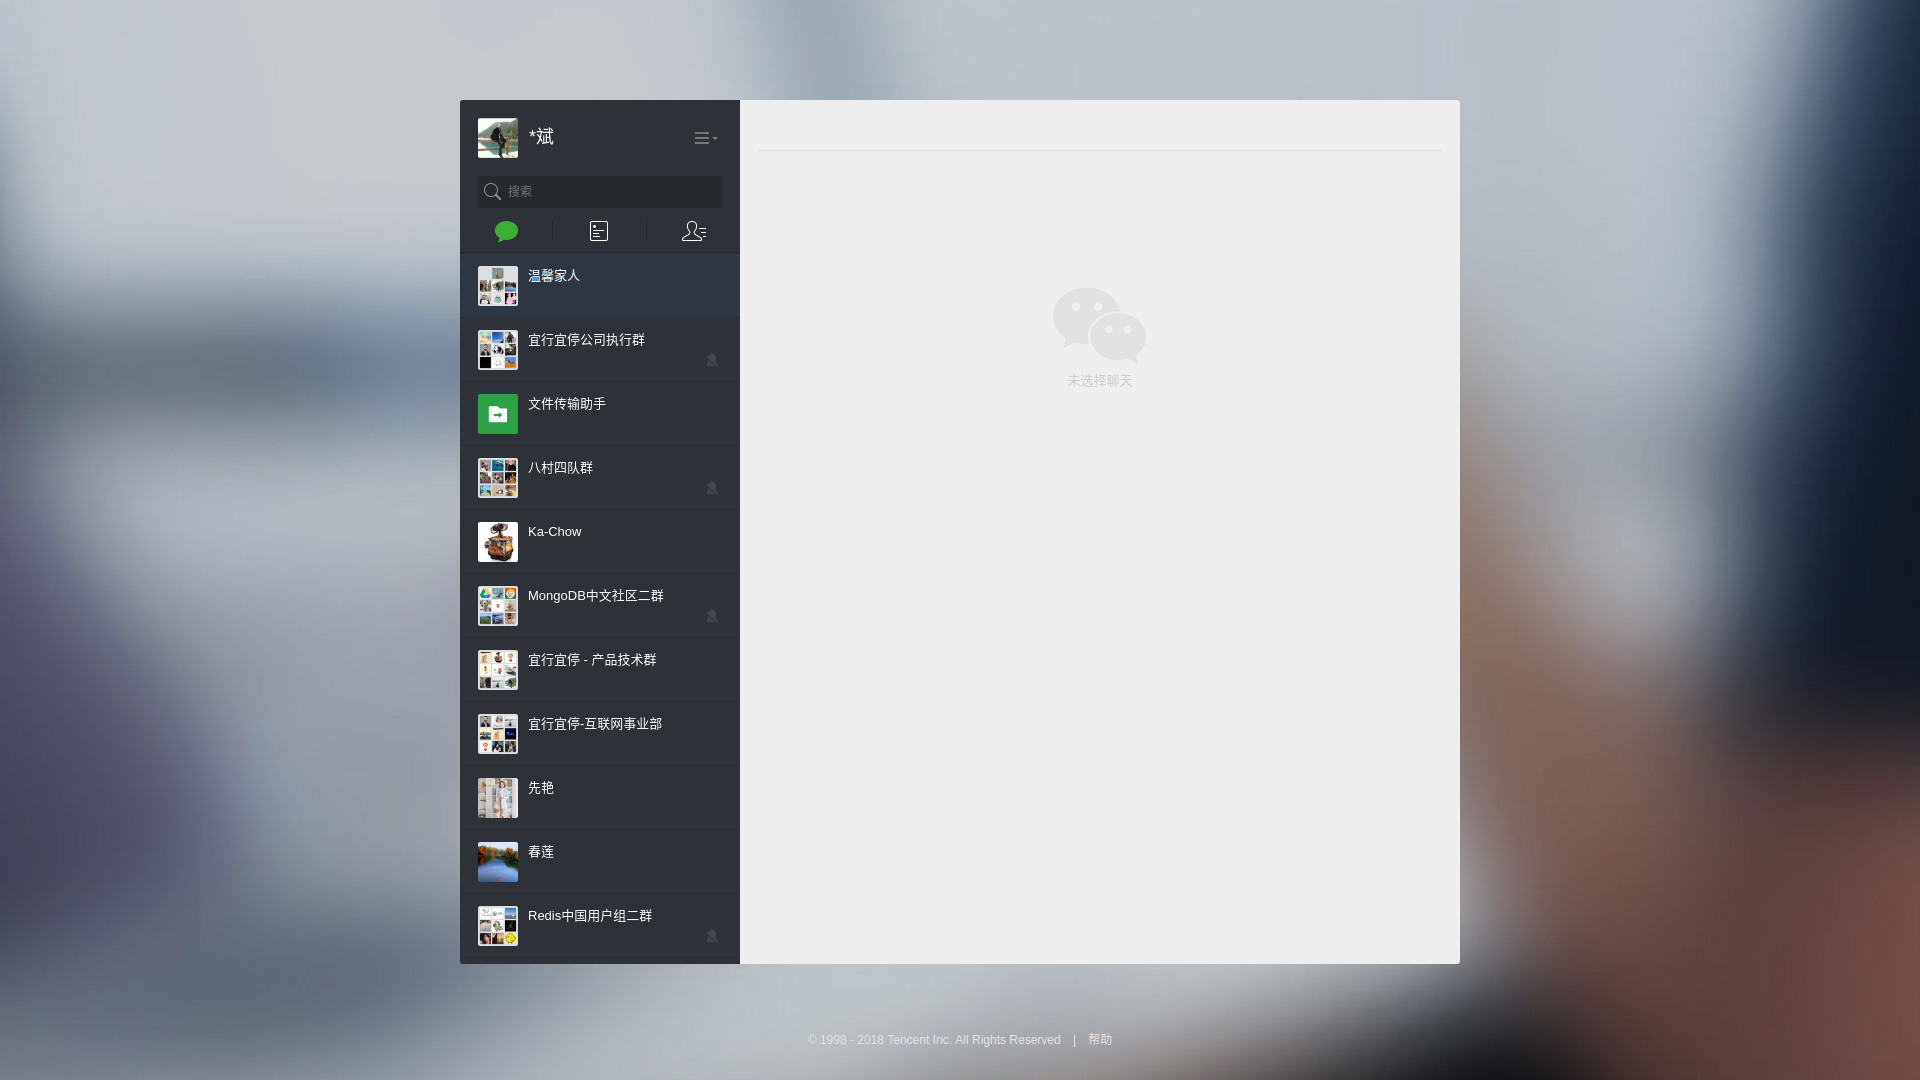 *斌
搜索
温馨家人
宜行宜停公司执行群
文件传输助手
八村四队群
Ka-Chow
MongoDB中文社区二群
宜行宜停 - 产品技术群
宜行宜停-互联网事业部
先艳
春莲
Redis中国用户组二群
未选择聊天
© 1998 - 2018 Tencent Inc. All Rights Reserved | 帮助